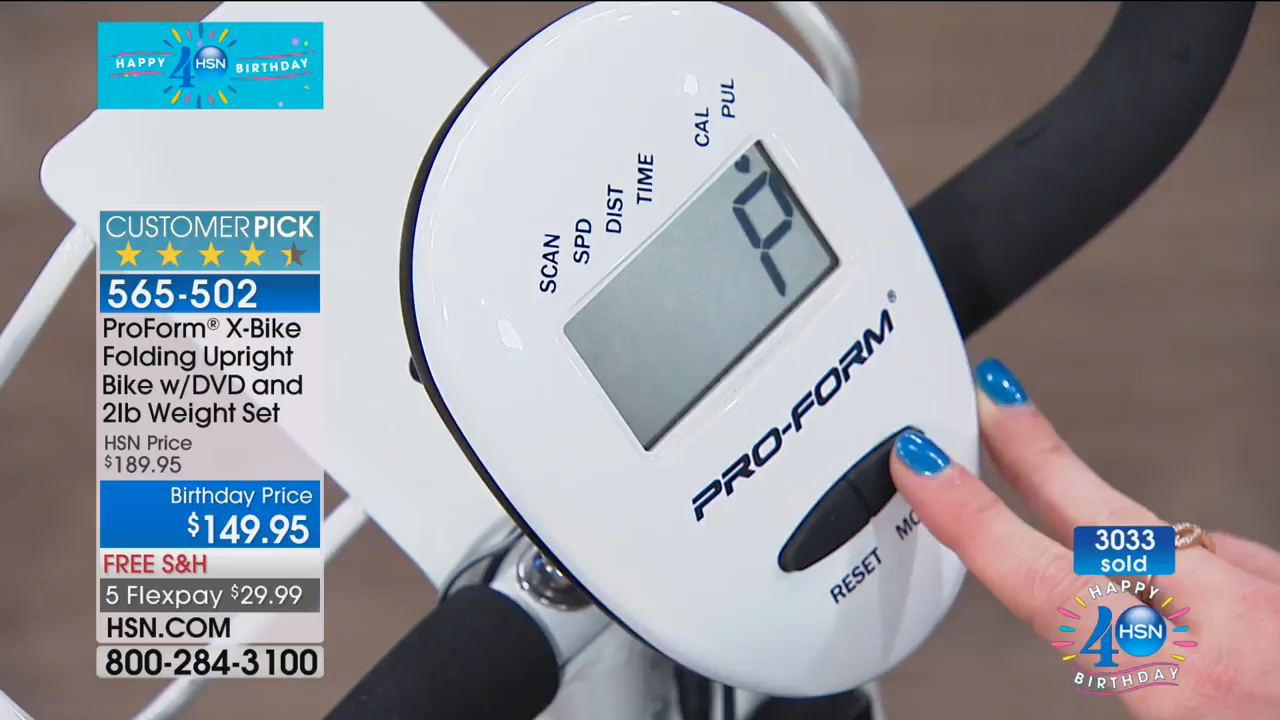 HAPPY 40 HSN BIRTHDAY
CUSTOMER PICK
565-502
ProForm® X-Bike
Folding Upright
Bike w/DVD and
2lb Weight Set
HSN Price
$189.95
Birthday Price
$149.95
FREE S&H
5 Flexpay $29.99
HSN.COM
800-284-3100
SCAN
SPD
DIST
TIME
CAL
PUL
PRO-FORM®
RESET
3033
sold
HAPPY
40 HSN
BIRTHDAY